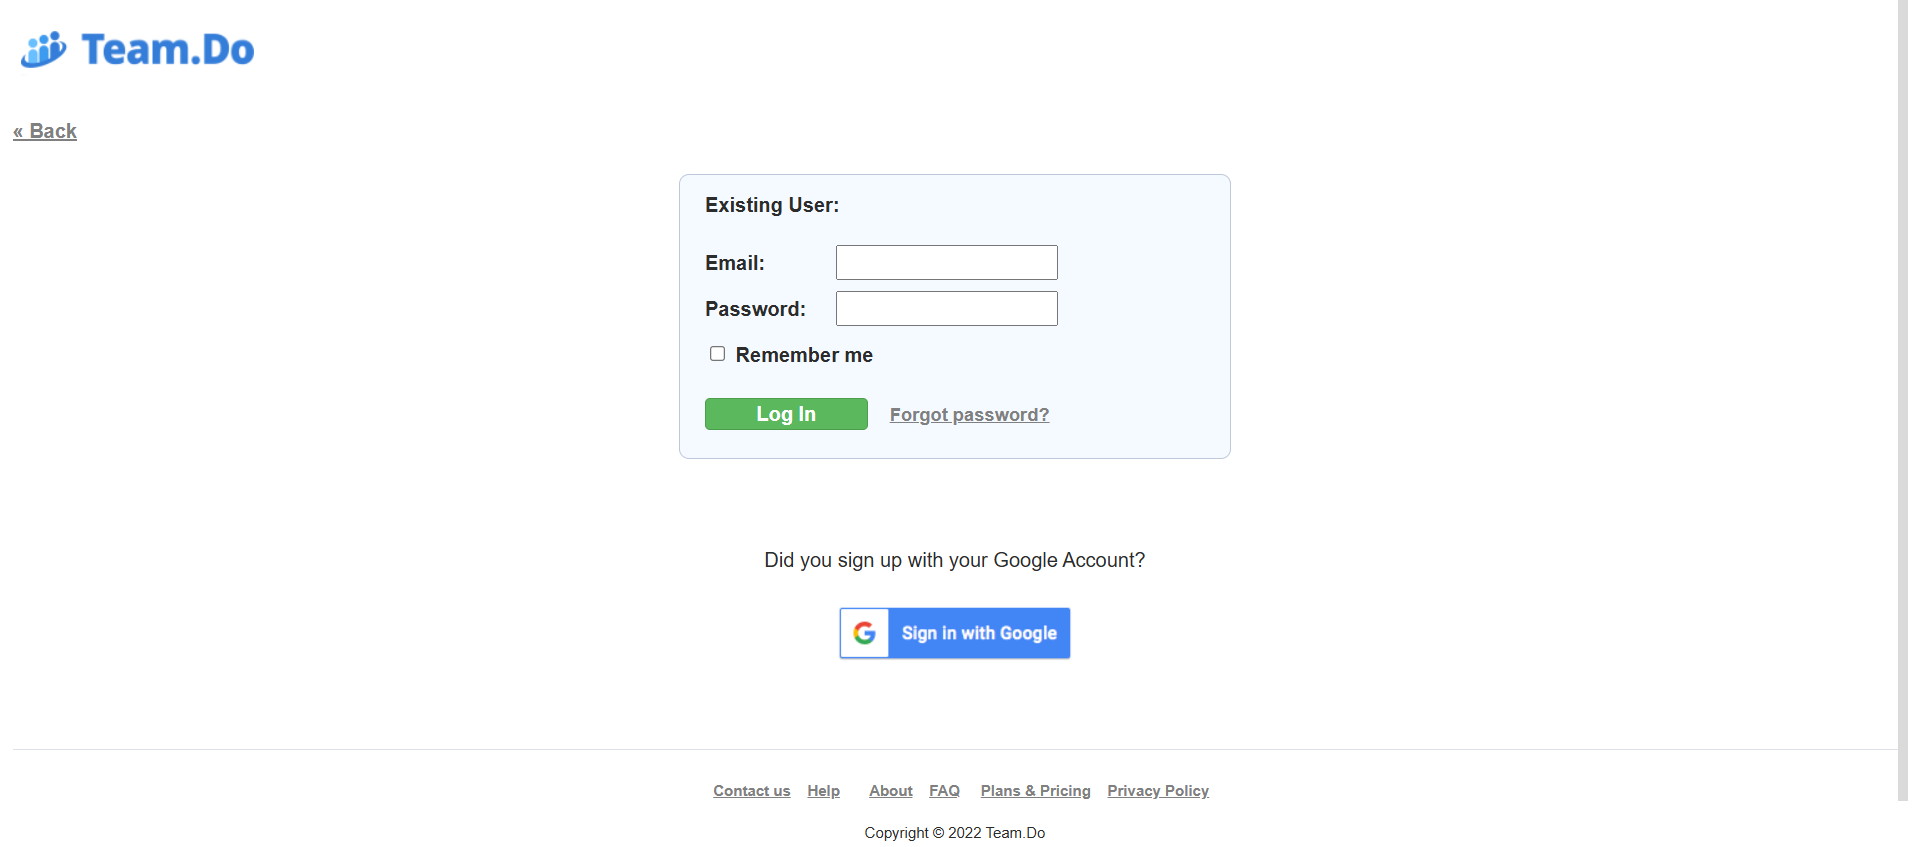 Team.Do
« Back
Existing User:
Email:
Password:
Remember me
Log In Forgot password?
Did you sign up with your Google Account?
G Sign in with Google
Contact us Help About FAQ Plans & Pricing Privacy Policy
Copyright © 2022 Team.Do